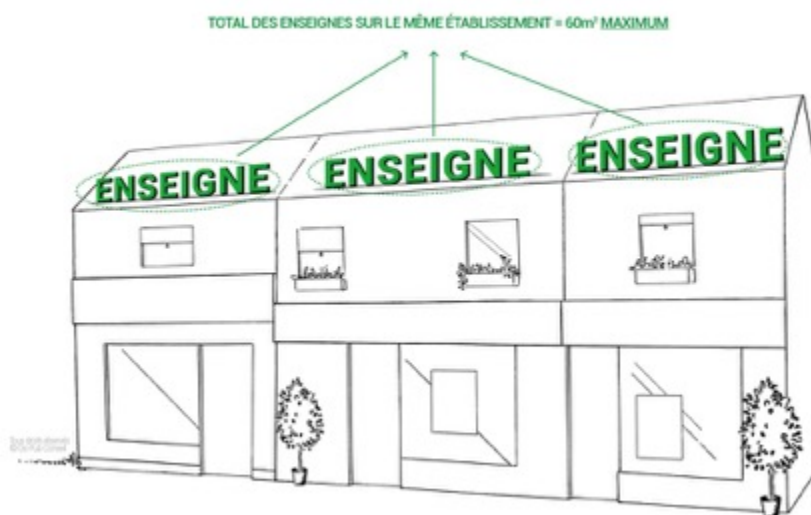 TOTAL DES ENSEIGNES SUR LE MÊME ÉTABLISSEMENT = 60m² MAXIMUM
ENSEIGNE
ENSEIGNE
ENSEIGNE